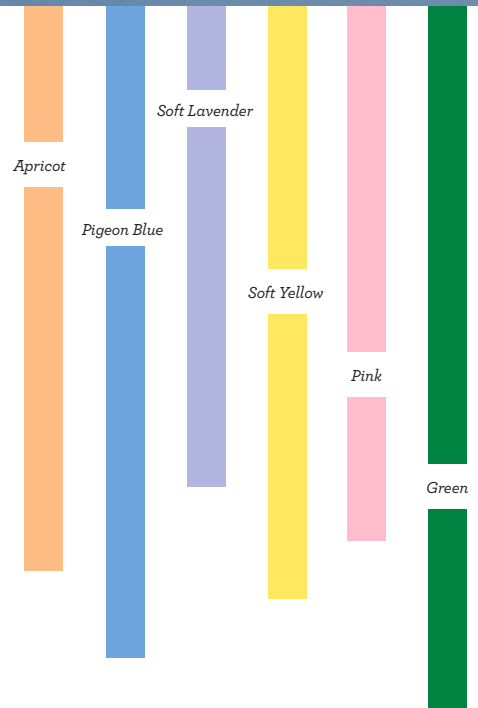 Soft Lavender
Apricot
Pigeon Blue
Soft Yellow
Pink
Green